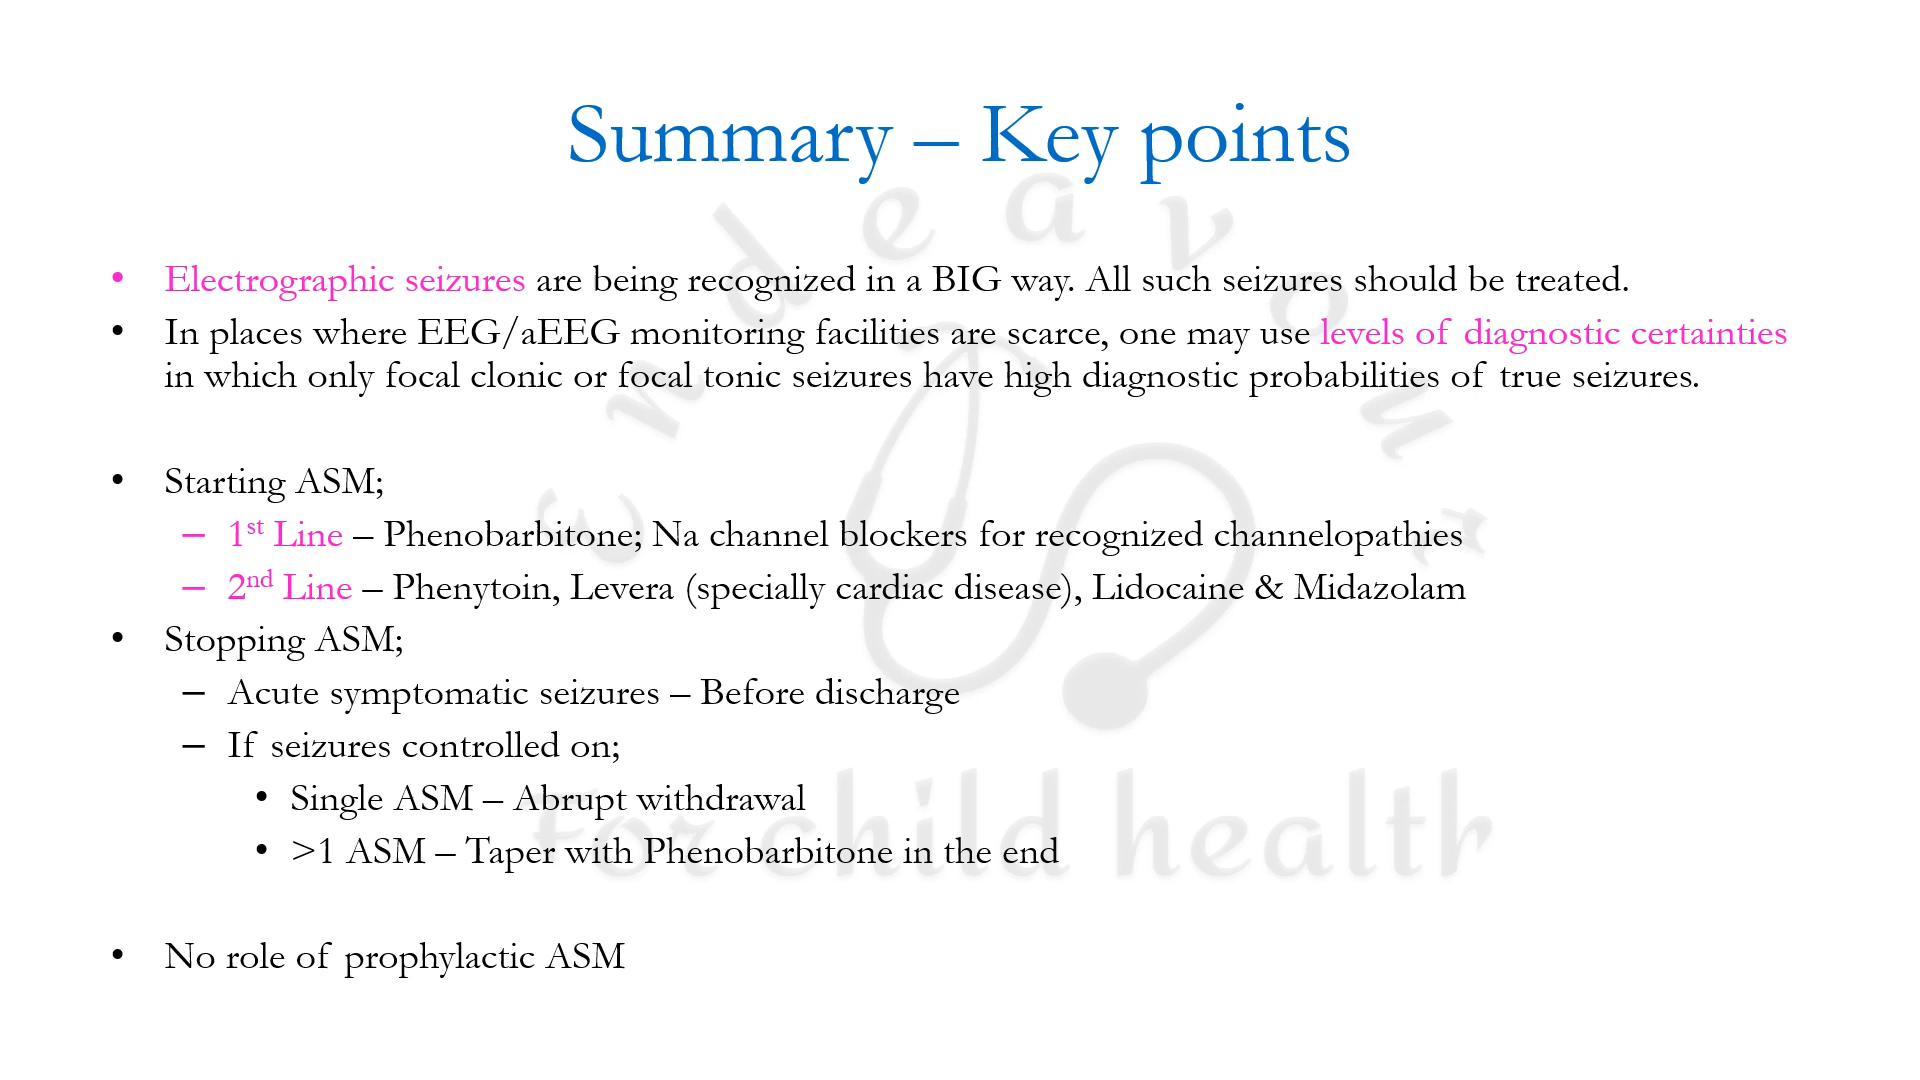 Summary – Key points
• Electrographic seizures are being recognized in a BIG way. All such seizures should be treated.
• In places where EEG/aEEG monitoring facilities are scarce, one may use levels of diagnostic certainties
in which only focal clonic or focal tonic seizures have high diagnostic probabilities of true seizures.
• Starting ASM;
– 1st Line – Phenobarbitone; Na channel blockers for recognized channelopathies
– 2nd Line – Phenytoin, Levera (specially cardiac disease), Lidocaine & Midazolam
• Stopping ASM;
– Acute symptomatic seizures – Before discharge
– If seizures controlled on;
• Single ASM – Abrupt withdrawal
• >1 ASM – Taper with Phenobarbitone in the end
• No role of prophylactic ASM
Endeavour
For child health